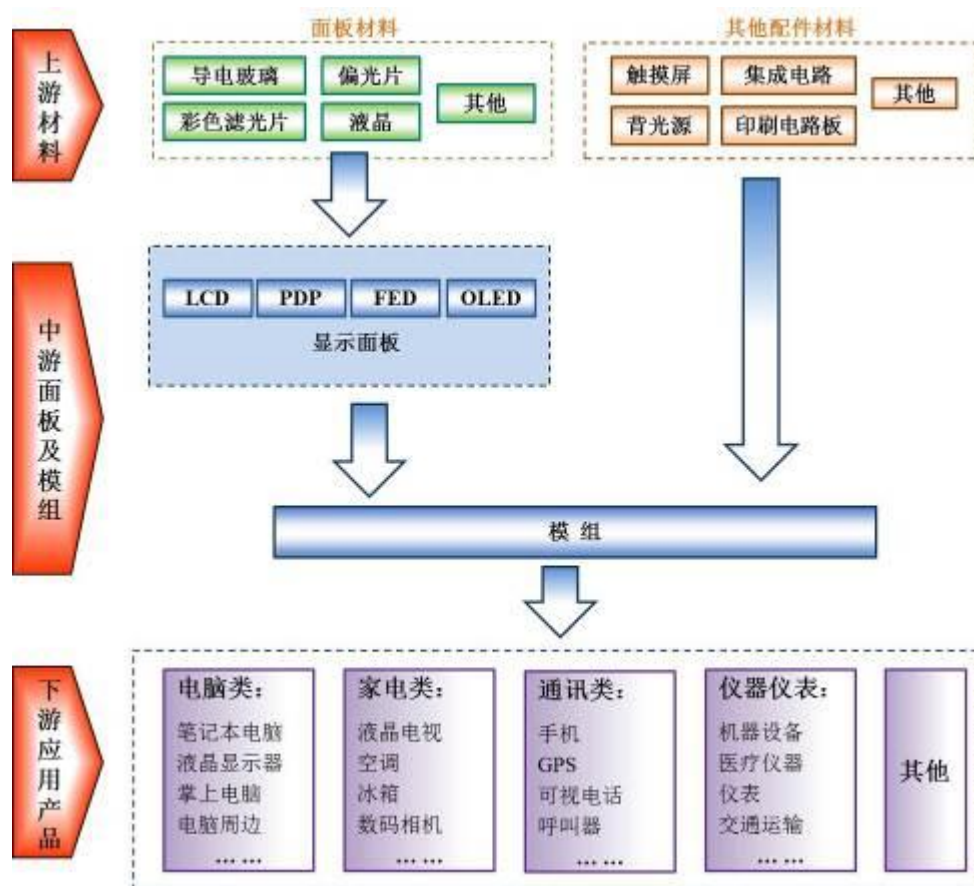 上游材料
面板材料
导电玻璃
偏光片
彩色滤光片
液晶
其他
其他配件材料
触摸屏
集成电路
背光源
印刷电路板
其他
中游面板及模组
LCD
PDP
FED
OLED
显示面板
模组
下游应用产品
电脑类：
笔记本电脑
液晶显示器
掌上电脑
电脑周边
... ...
家电类：
液晶电视
空调
冰箱
数码相机
... ...
通讯类：
手机
GPS
可视电话
呼叫器
... ...
仪器仪表：
机器设备
医疗仪器
仪表
交通运输
... ...
其他